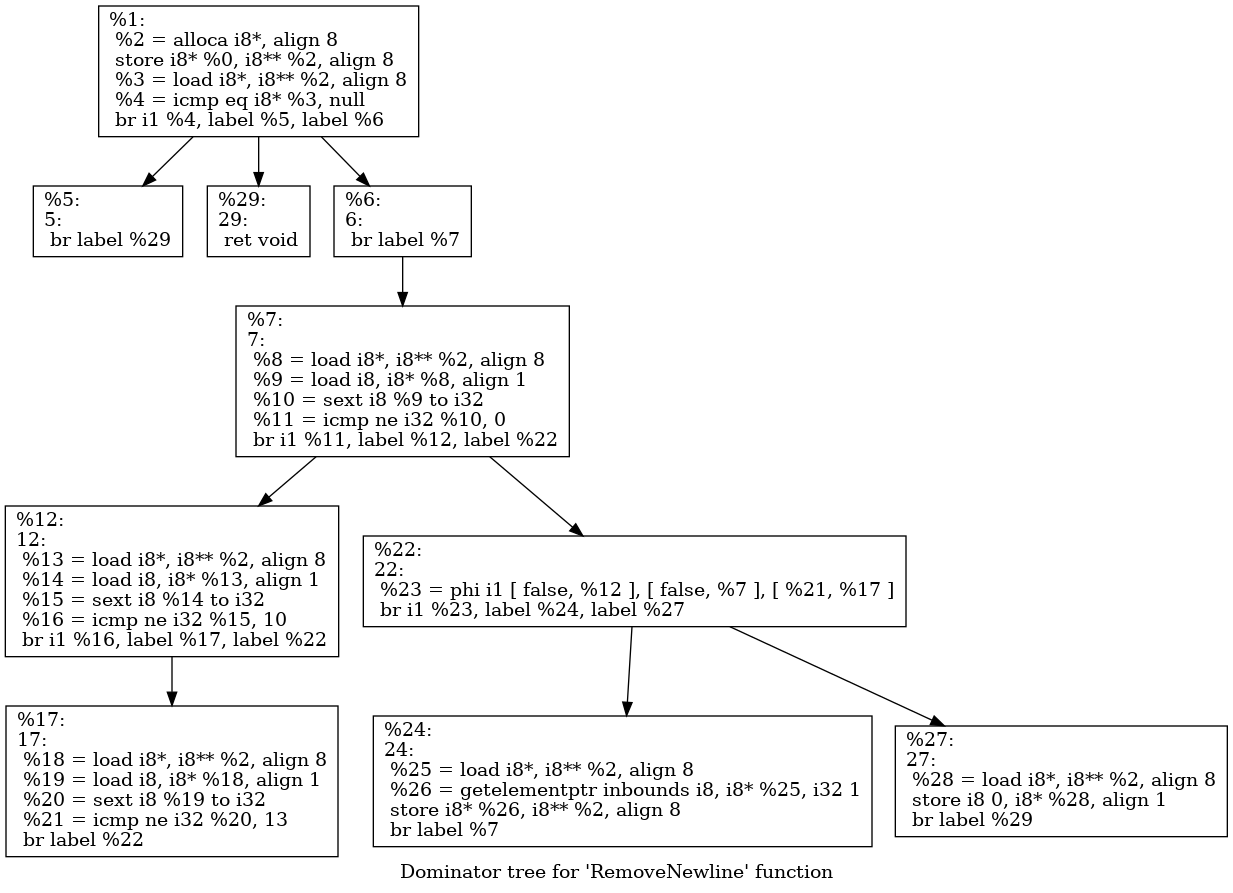 %1:
%2 = alloca i8*, align 8
store i8* %0, i8** %2, align 8
%3 = load i8*, i8** %2, align 8
%4 = icmp eq i8* %3, null
br i1 %4, label %5, label %6
%5:
5:
br label %29
%29:
29:
ret void
%6:
6:
br label %7
%7:
7:
%8 = load i8*, i8** %2, align 8
%9 = load i8, i8* %8, align 1
%10 = sext i8 %9 to i32
%11 = icmp ne i32 %10, 0
br i1 %11, label %12, label %22
%12:
12:
%13 = load i8*, i8** %2, align 8
%14 = load i8, i8* %13, align 1
%15 = sext i8 %14 to i32
%16 = icmp ne i32 %15, 10
br i1 %16, label %17, label %22
%22:
22:
%23 = phi i1 [ false, %12 ], [ false, %7 ], [ %21, %17 ]
br i1 %23, label %24, label %27
%17:
17:
%18 = load i8*, i8** %2, align 8
%19 = load i8, i8* %18, align 1
%20 = sext i8 %19 to i32
%21 = icmp ne i32 %20, 13
br label %22
%24:
24:
%25 = load i8*, i8** %2, align 8
%26 = getelementptr inbounds i8, i8* %25, i32 1
store i8* %26, i8** %2, align 8
br label %7
%27:
27:
%28 = load i8*, i8** %2, align 8
store i8 0, i8* %28, align 1
br label %29
Dominator tree for 'RemoveNewline' function